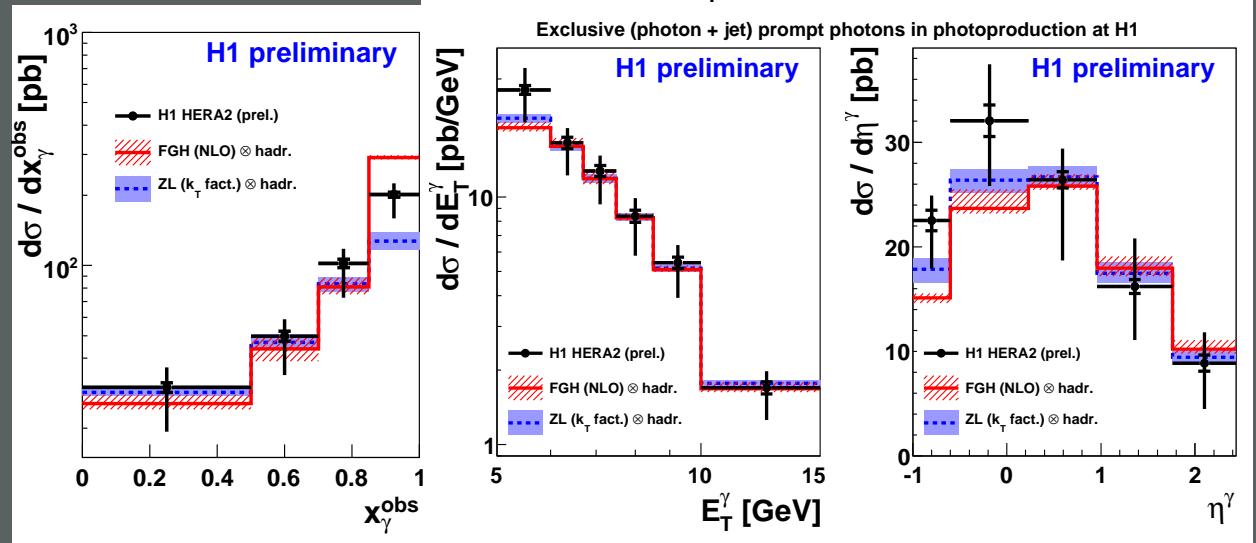 Exclusive (photon + jet) prompt photons in photoproduction at H1
dσ / dx_γ^obs [pb]
10^3
10^2
H1 preliminary
H1 HERA2 (prel.)
FGH (NLO) ⊗ hadr.
ZL (k_T fact.) ⊗ hadr.
0 0.2 0.4 0.6 0.8 1
x_γ^obs
dσ / dE_T^γ [pb/GeV]
10
1
H1 preliminary
H1 HERA2 (prel.)
FGH (NLO) ⊗ hadr.
ZL (k_T fact.) ⊗ hadr.
5 10 15
E_T^γ [GeV]
dσ / dη^γ [pb]
30
20
10
0
H1 preliminary
H1 HERA2 (prel.)
FGH (NLO) ⊗ hadr.
ZL (k_T fact.) ⊗ hadr.
-1 0 1 2
η^γ